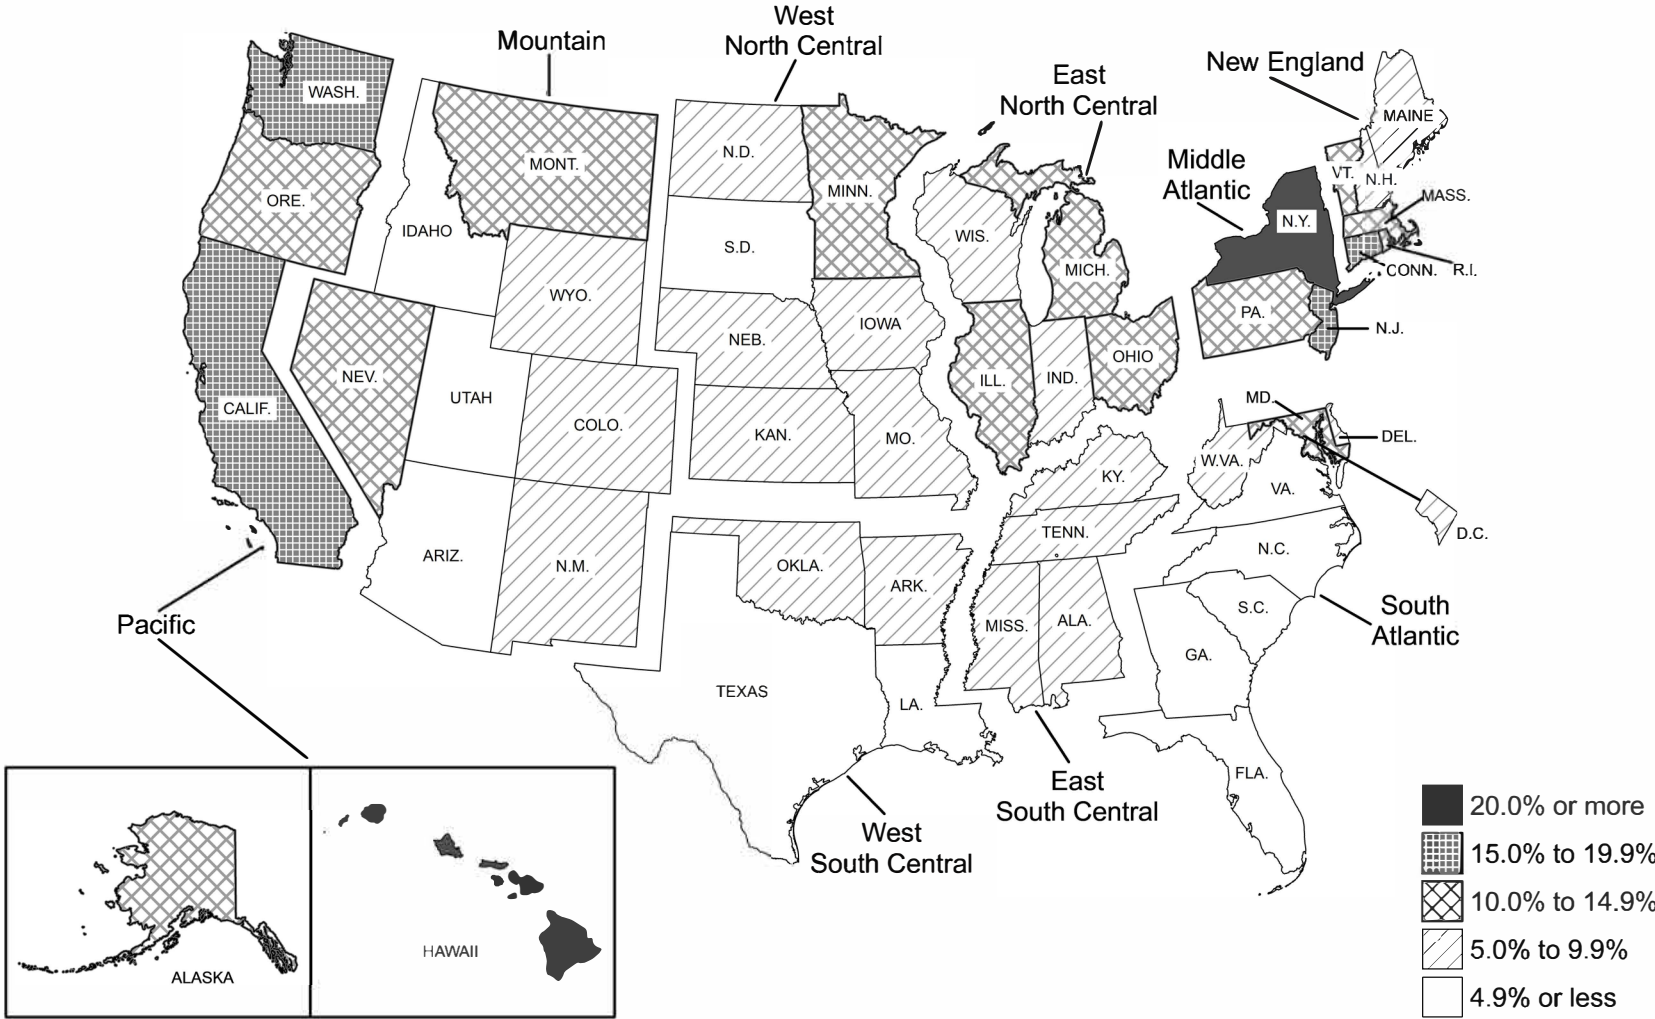 West
North Central
Mountain
New England
East
North Central
WASH.
MAINE
N.D.
MONT.
Middle
Atlantic
VT.
N.H.
MINN.
MASS.
ORE.
N.Y.
IDAHO
WIS.
S.D.
MICH.
CONN.
R.I.
WYO.
PA.
IOWA
N.J.
NEB.
OHIO
NEV.
ILL.
IND.
UTAH
MD.
CALIF.
COLO.
KAN.
MO.
DEL.
W.VA.
KY.
VA.
TENN.
D.C.
N.C.
ARIZ.
N.M.
OKLA.
ARK.
S.C.
South
Atlantic
Pacific
MISS.
ALA.
GA.
TEXAS
LA.
FLA.
East
South Central
West
South Central
HAWAII
ALASKA
20.0% or more
15.0% to 19.9%
10.0% to 14.9%
5.0% to 9.9%
4.9% or less